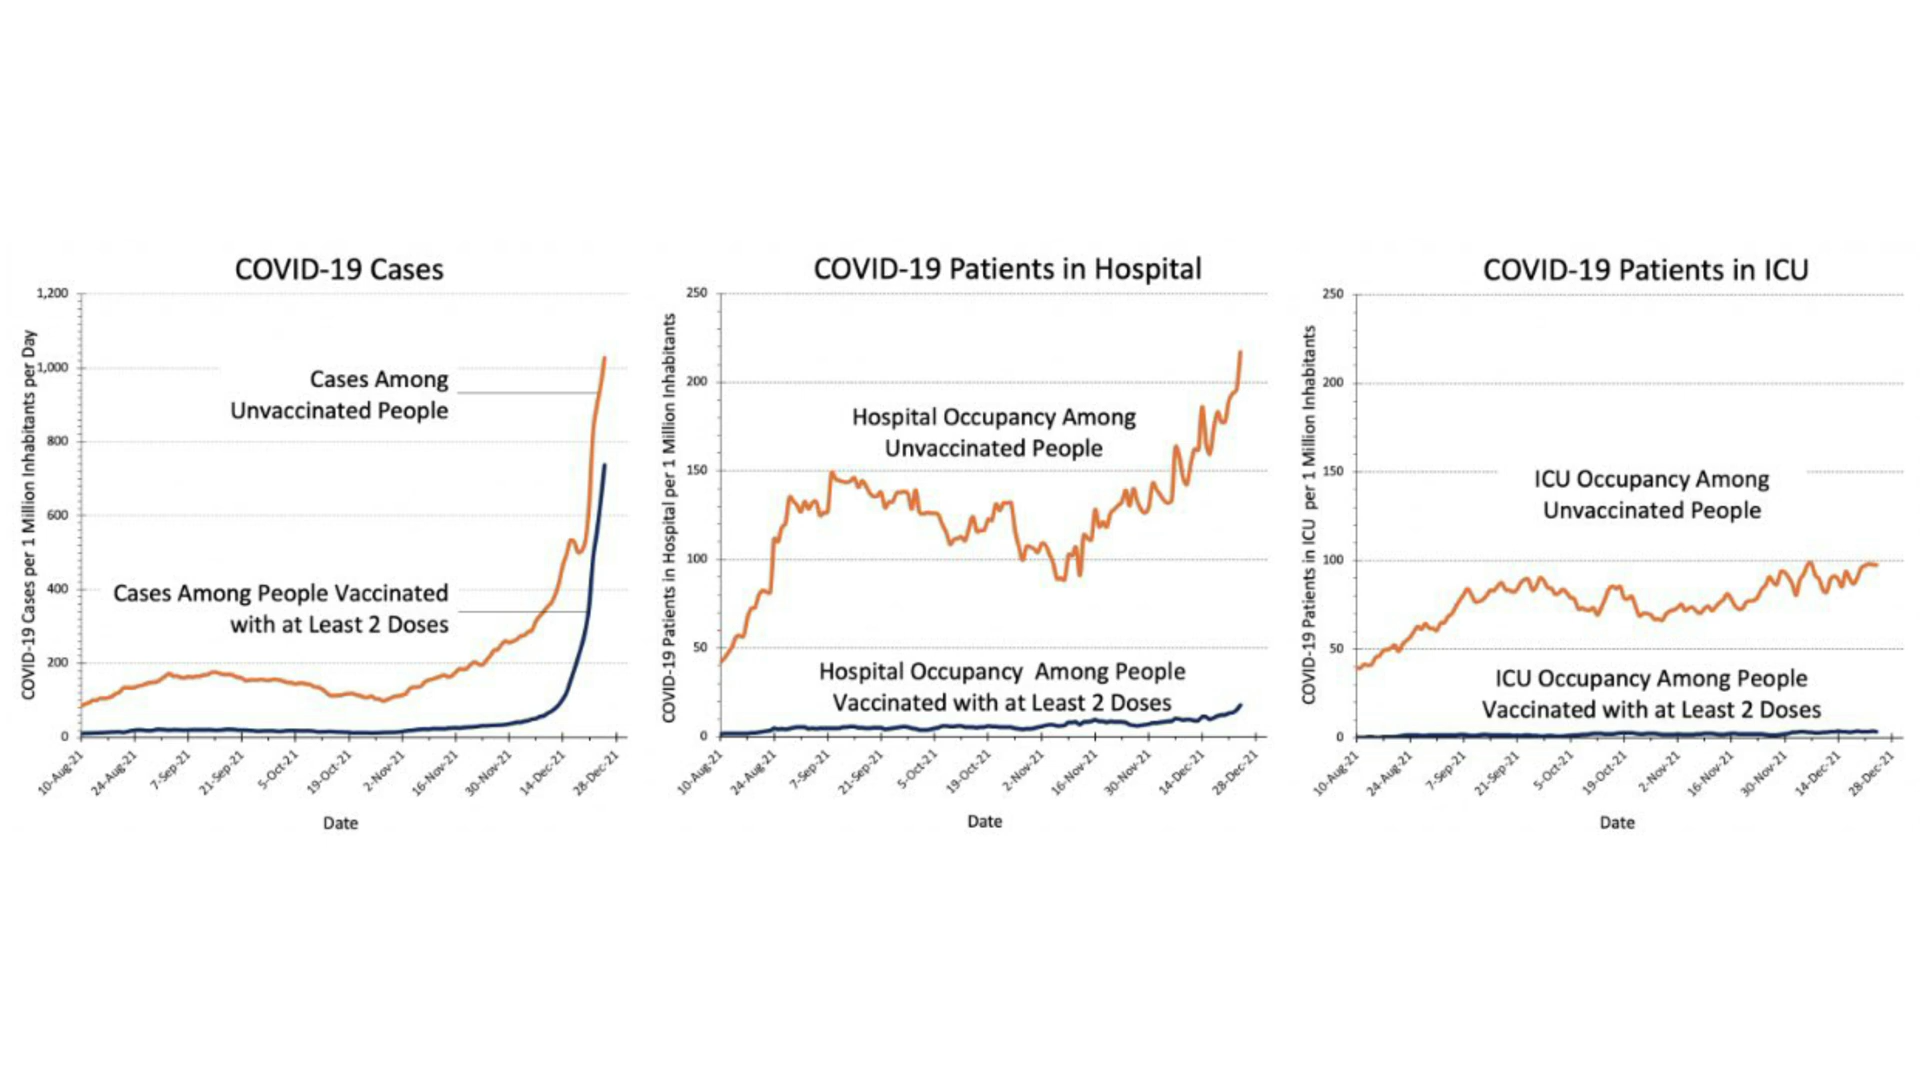 COVID-19 Cases
COVID-19 Cases per 1 Million Inhabitants per Day
1,200
1,000
800
600
400
200
0
Cases Among
Unvaccinated People
Cases Among People Vaccinated
with at Least 2 Doses
10-Aug-21
24-Aug-21
7-Sep-21
21-Sep-21
5-Oct-21
19-Oct-21
2-Nov-21
16-Nov-21
30-Nov-21
14-Dec-21
28-Dec-21
Date
COVID-19 Patients in Hospital
COVID-19 Patients in Hospital per 1 Million Inhabitants
250
200
150
100
50
0
Hospital Occupancy Among
Unvaccinated People
Hospital Occupancy Among People
Vaccinated with at Least 2 Doses
10-Aug-21
24-Aug-21
7-Sep-21
21-Sep-21
5-Oct-21
19-Oct-21
2-Nov-21
16-Nov-21
30-Nov-21
14-Dec-21
28-Dec-21
Date
COVID-19 Patients in ICU
COVID-19 Patients in ICU per 1 Million Inhabitants
250
200
150
100
50
0
ICU Occupancy Among
Unvaccinated People
ICU Occupancy Among People
Vaccinated with at Least 2 Doses
10-Aug-21
24-Aug-21
7-Sep-21
21-Sep-21
5-Oct-21
19-Oct-21
2-Nov-21
16-Nov-21
30-Nov-21
14-Dec-21
28-Dec-21
Date